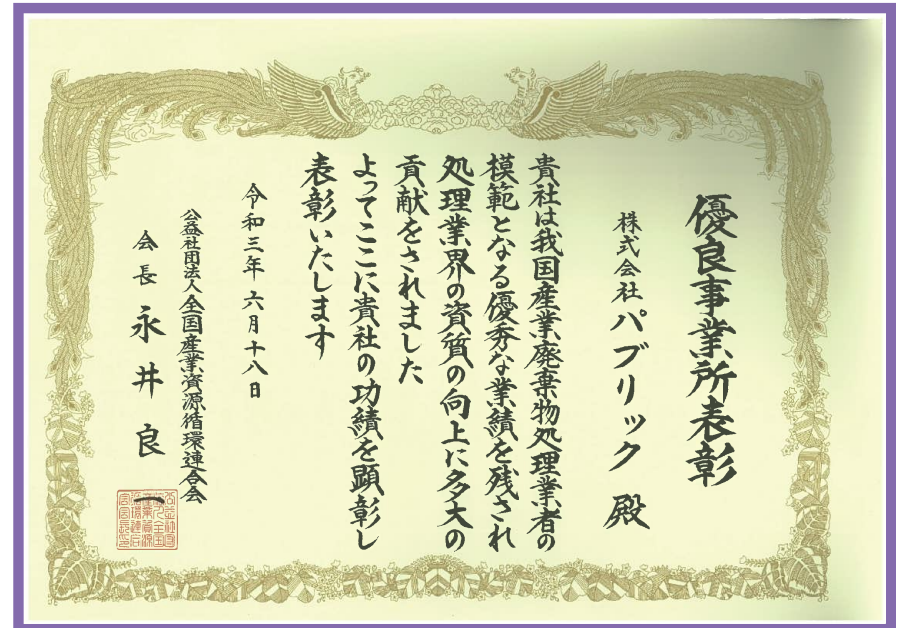 優良事業所表彰
株式会社パブリック 殿
貴社は我国産業廃棄物処理業者の
模範となる優秀な業績を残され
処理業界の資質の向上に多大の
貢献をされました
よってここに貴社の功績を顕彰し
表彰いたします
令和三年六月十八日
公益社団法人全国産業資源循環連合会
会長 永井良一